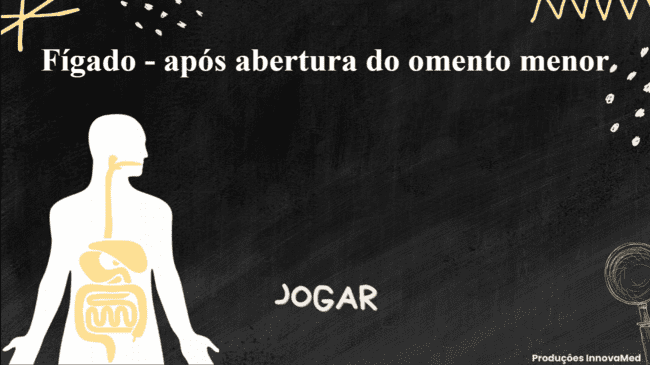 Fígado - após abertura do omento menor
JOGAR
Produções InnovaMed